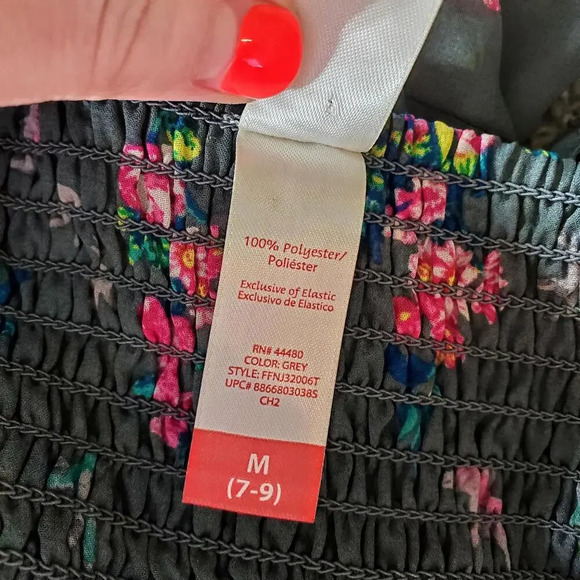 100% Polyester/
Poliéster
Exclusive of Elastic
Exclusivo de Elastico
RN# 44480
COLOR: GREY
STYLE: FFNJ32006T
UPC# 886680303850
CH2
M
(7-9)